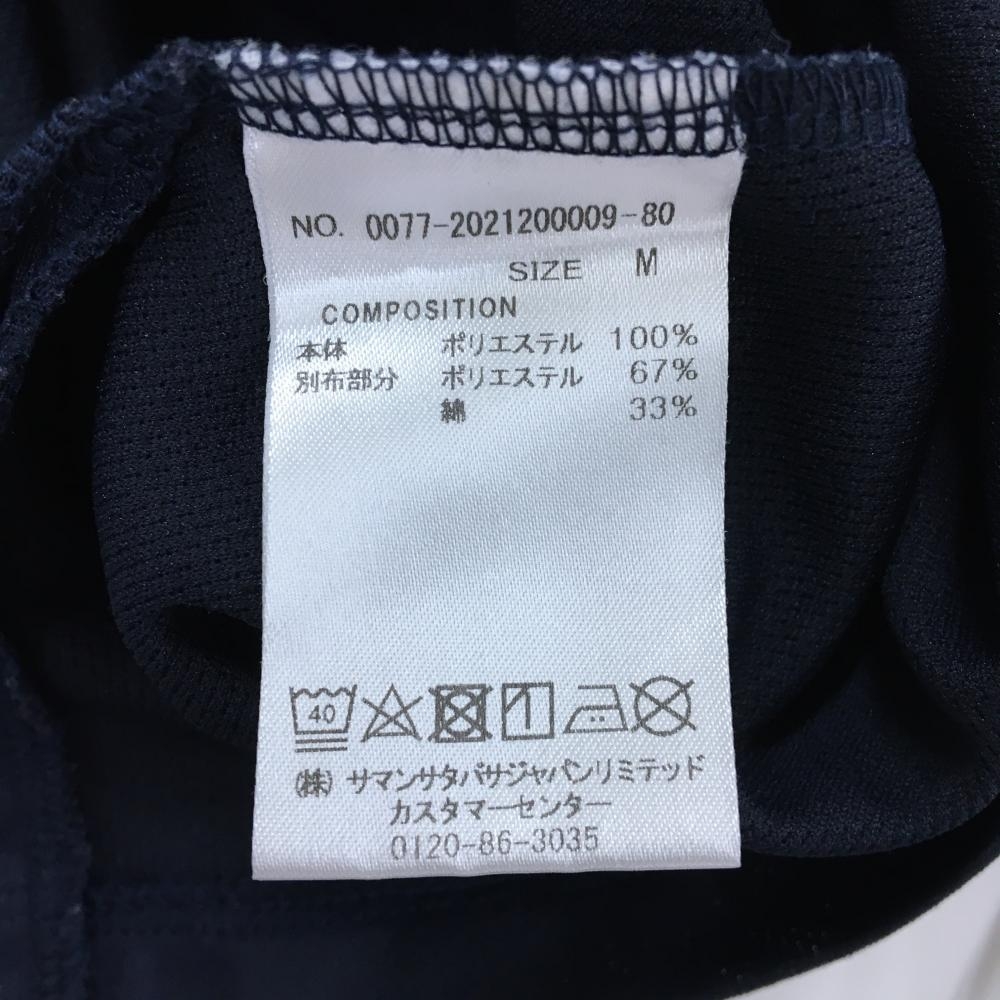 NO. 0077-2021200009-80
SIZE M
COMPOSITION
本体 ポリエステル 100%
別布部分 ポリエステル 67%
綿 33%
40
(株) サマンサタバサジャパンリミテッド
カスタマーセンター
0120-86-3035